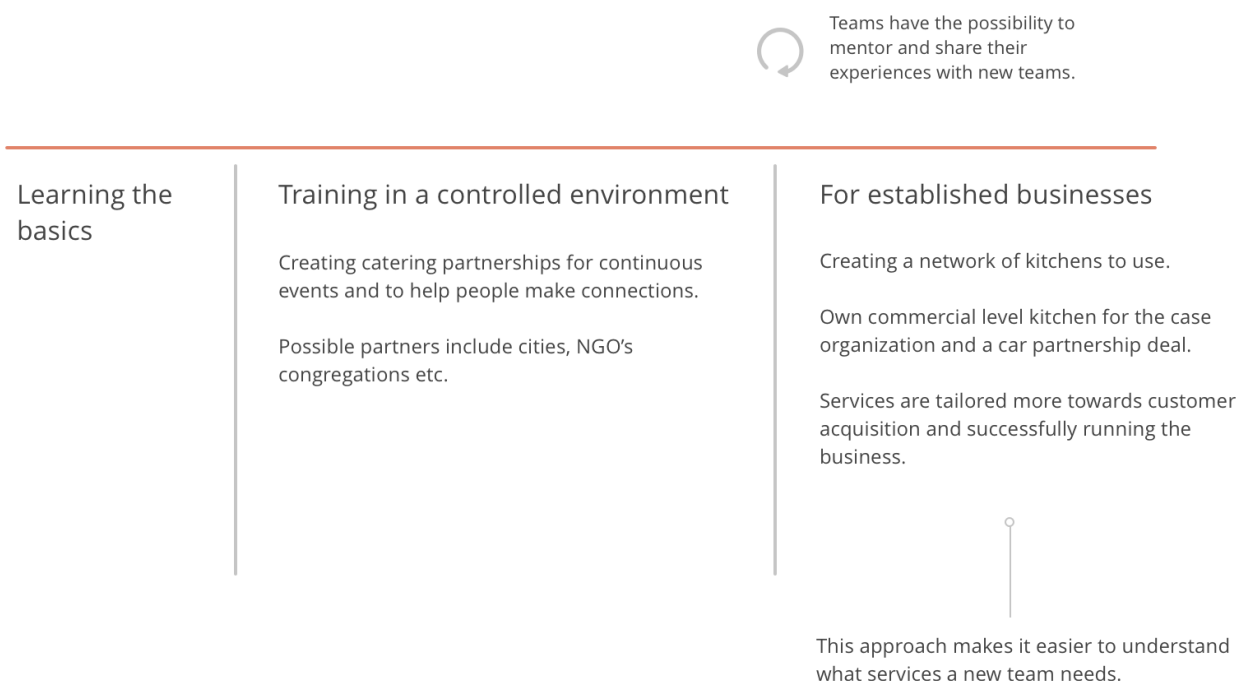 Teams have the possibility to
mentor and share their
experiences with new teams.
Learning the
basics
Training in a controlled environment
Creating catering partnerships for continuous
events and to help people make connections.
Possible partners include cities, NGO’s
congregations etc.
For established businesses
Creating a network of kitchens to use.
Own commercial level kitchen for the case
organization and a car partnership deal.
Services are tailored more towards customer
acquisition and successfully running the
business.
This approach makes it easier to understand
what services a new team needs.